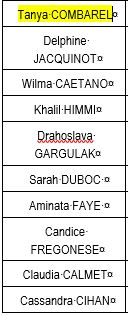 Tanya·COMBAREL¤
Delphine·
JACQUINOT¤
Wilma·CAETANO¤
Khalil·HIMMI¤
Drahoslava·
GARGULAK¤
Sarah·DUBOC·¤
Aminata·FAYE·¤
Candice·
FREGONESE¤
Claudia·CALMET¤
Cassandra·CIHAN¤